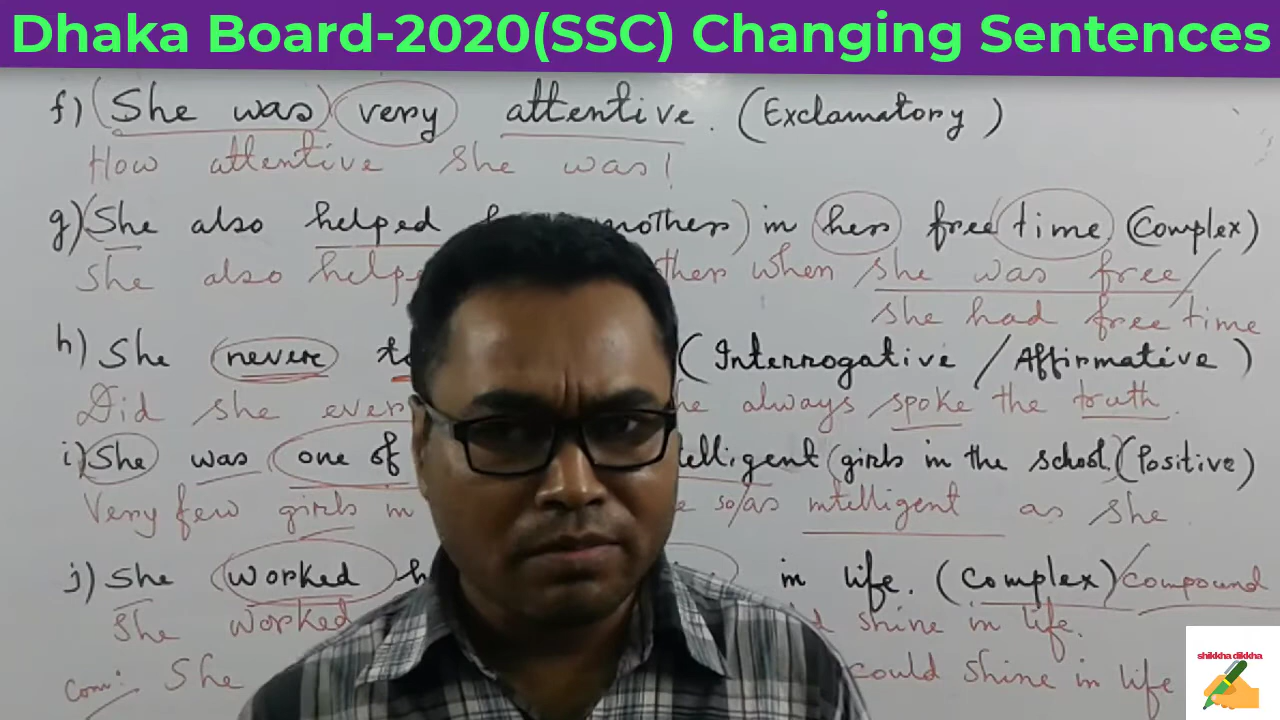 Dhaka Board-2020(SSC) Changing Sentences
f) (She was) very attentive. (Exclamatory)
How attentive she was!
g) (She also helped mother) in her free time (Complex)
She also when she was free/
she had free time
h) She never (Interrogative / Affirmative)
Did she ever always spoke the truth.
i) She was one of girls in the school) (Positive)
Very few girls in so/as intelligent as she
j) She worked in life. (Complex)/compound
She worked shine in life.
Com: She could shine in life
shikkha dikkha